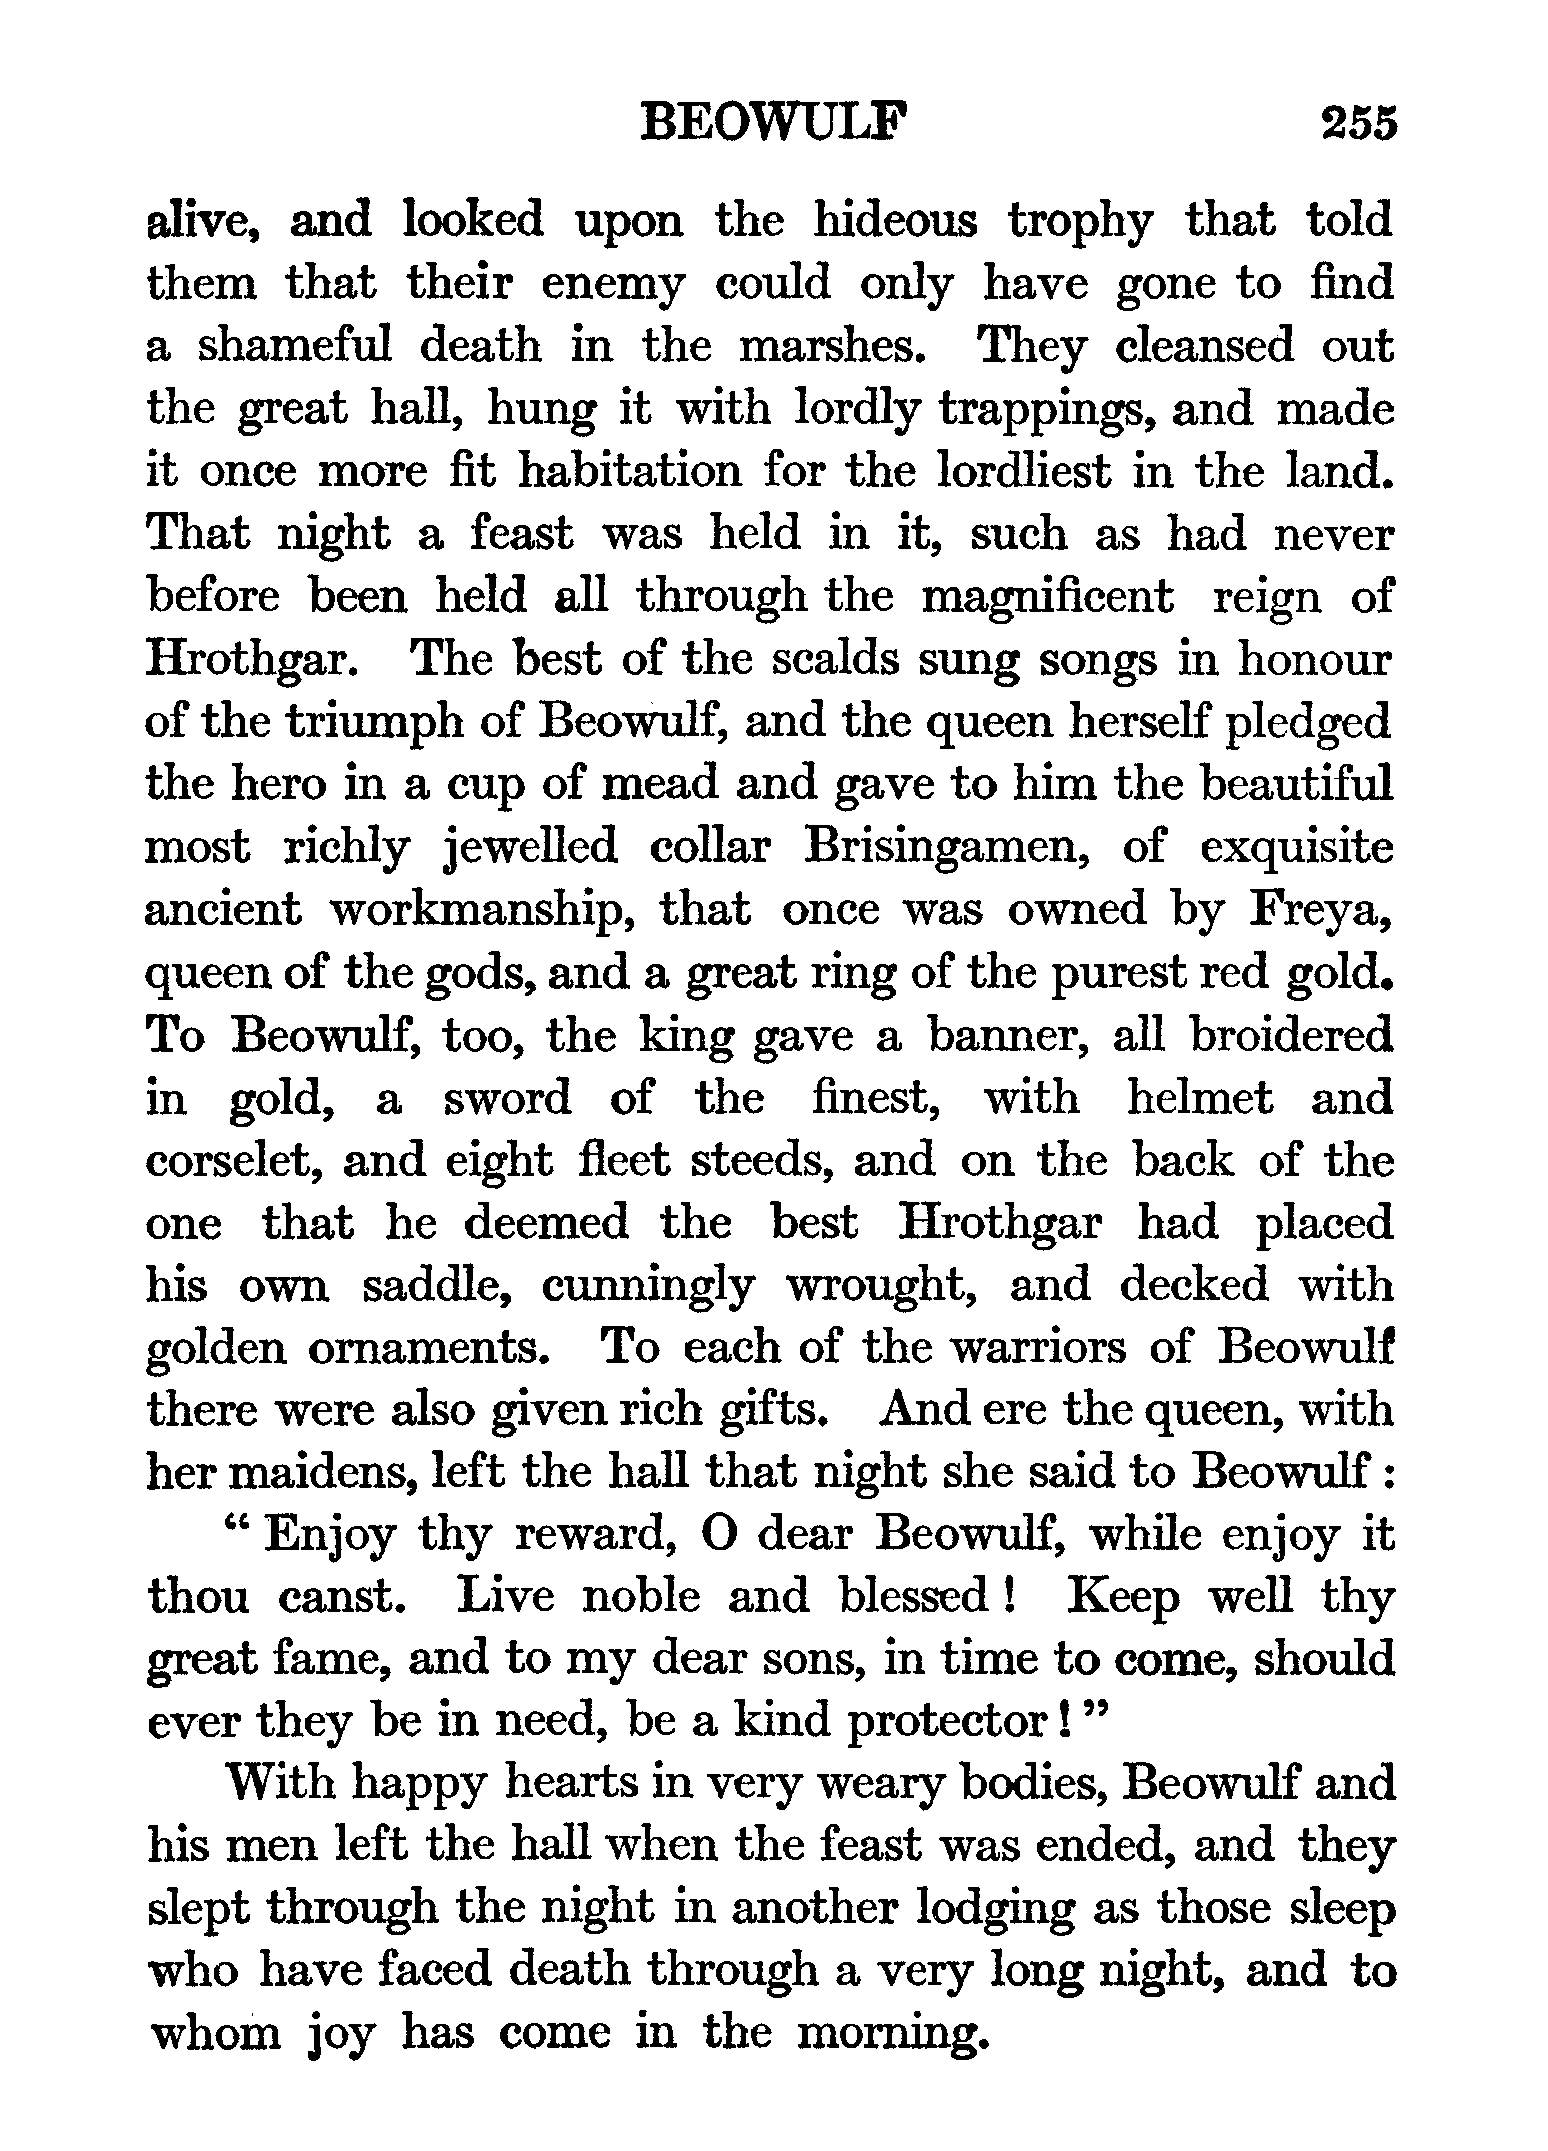 BEOWULF 255
alive, and looked upon the hideous trophy that told
them that their enemy could only have gone to find
a shameful death in the marshes. They cleansed out
the great hall, hung it with lordly trappings, and made
it once more fit habitation for the lordliest in the land.
That night a feast was held in it, such as had never
before been held all through the magnificent reign of
Hrothgar. The best of the scalds sung songs in honour
of the triumph of Beowulf, and the queen herself pledged
the hero in a cup of mead and gave to him the beautiful
most richly jewelled collar Brisingamen, of exquisite
ancient workmanship, that once was owned by Freya,
queen of the gods, and a great ring of the purest red gold.
To Beowulf, too, the king gave a banner, all broidered
in gold, a sword of the finest, with helmet and
corselet, and eight fleet steeds, and on the back of the
one that he deemed the best Hrothgar had placed
his own saddle, cunningly wrought, and decked with
golden ornaments. To each of the warriors of Beowulf
there were also given rich gifts. And ere the queen, with
her maidens, left the hall that night she said to Beowulf :
“ Enjoy thy reward, O dear Beowulf, while enjoy it
thou canst. Live noble and blessed ! Keep well thy
great fame, and to my dear sons, in time to come, should
ever they be in need, be a kind protector ! ”
With happy hearts in very weary bodies, Beowulf and
his men left the hall when the feast was ended, and they
slept through the night in another lodging as those sleep
who have faced death through a very long night, and to
whom joy has come in the morning.